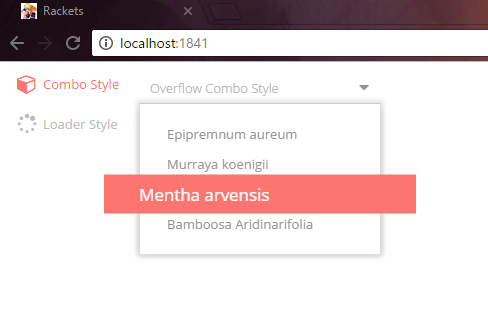 Rackets
localhost:1841
Combo Style
Overflow Combo Style
Loader Style
Epipremnum aureum
Murraya koenigii
Mentha arvensis
Bamboosa Aridinarifolia